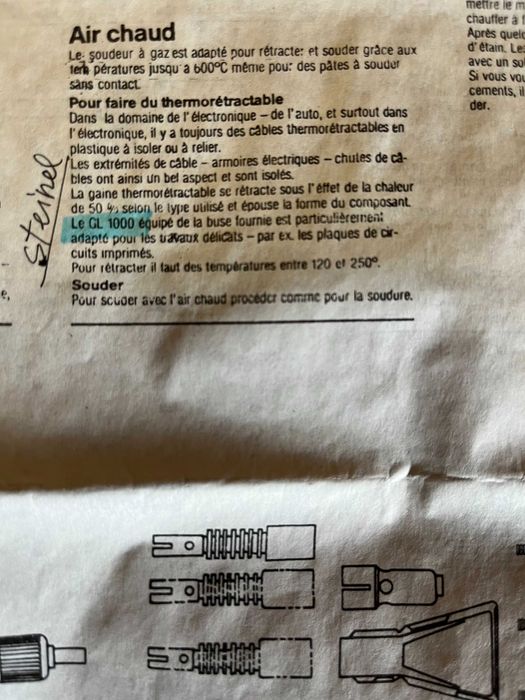 Air chaud
Le soudeur à gaz est adapté pour rétracter et souder grâce aux
températures jusqu'a 600°C même pour des pâtes à souder
sans contact.
Pour faire du thermorétractable
Dans la domaine de l'électronique – de l'auto, et surtout dans
l'électronique, il y a toujours des câbles thermorétractables en
plastique à isoler ou à relier.
Les extrémités de câble – armoires électriques – chutes de câ-
bles ont ainsi un bel aspect et sont isolés.
La gaine thermorétractable se rétracte sous l'éffet de la chaleur
de 50 % selon le type utilisé et épouse la forme du composant.
Le GL 1000 équipé de la buse fournie est particulièrement
adapté pour les travaux délicats – par ex. les plaques de cir-
cuits imprimés.
Pour rétracter il faut des températures entre 120 et 250°.
Souder
Pour souder avec l'air chaud procéder comme pour la soudure.
Steinel
mettre le m
chauffer à f
Après quelq
d'étain. Le
avec un sol
Si vous vou
cements, il
der.
e,